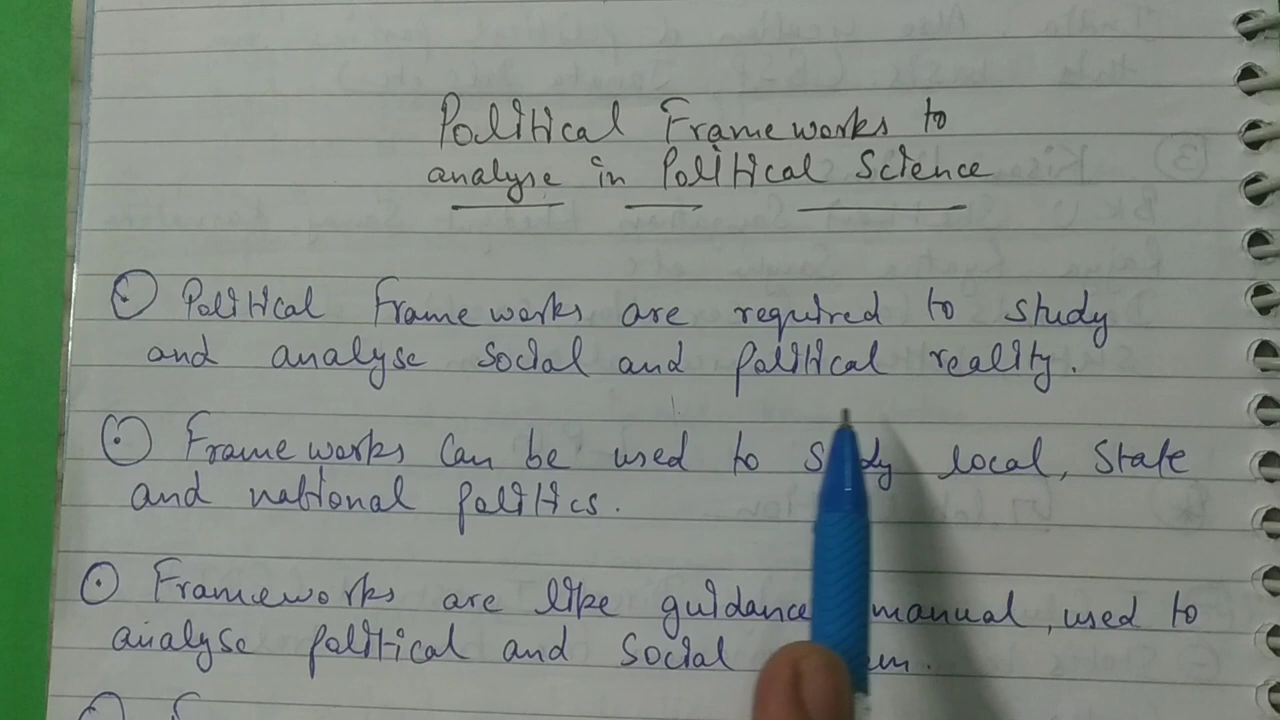 Political Frameworks to
analyse in Political Science
Political Frameworks are required to study
and analyse social and political reality.
Frameworks can be used to local, State
and national politics.
Frameworks are like guidance manual, used to
analyse political and social